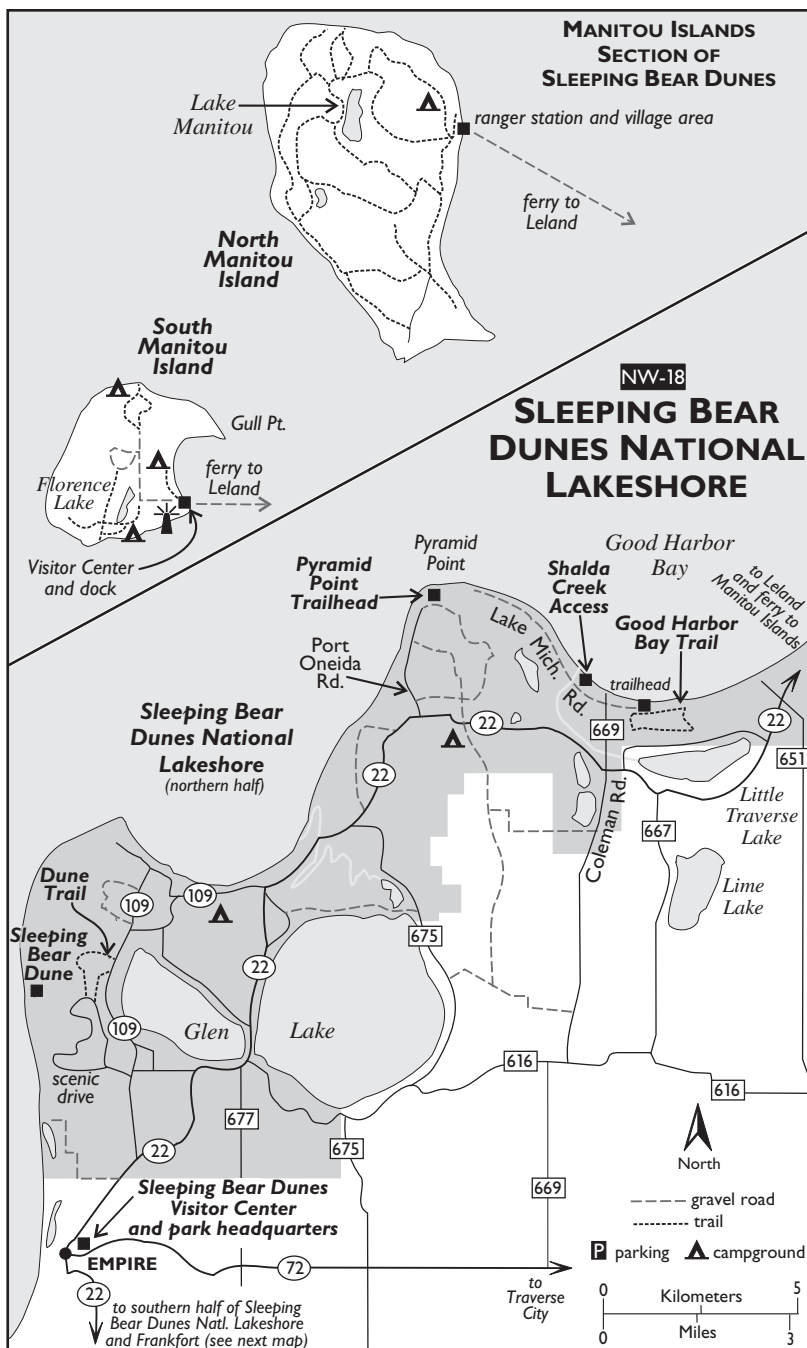 MANITOU ISLANDS
SECTION OF
SLEEPING BEAR DUNES
Lake
Manitou
ranger station and village area
ferry to
Leland
North
Manitou
Island
South
Manitou
Island
Gull Pt.
Florence
Lake
ferry to
Leland
Visitor Center
and dock
NW-18
SLEEPING BEAR
DUNES NATIONAL
LAKESHORE
Pyramid
Point
Pyramid
Point
Trailhead
Good Harbor
Bay
Shalda
Creek
Access
to Leland
and ferry to
Manitou Islands
Good Harbor
Bay Trail
trailhead
Lake Mich. Rd.
Port
Oneida
Rd.
Sleeping Bear
Dunes National
Lakeshore
(northern half)
22
669
22
651
22
Coleman Rd.
667
Little
Traverse
Lake
Lime
Lake
Dune
Trail
109
109
Sleeping
Bear
Dune
675
22
109
Glen
Lake
scenic
drive
616
616
677
22
675
669
North
Sleeping Bear Dunes
Visitor Center
and park headquarters
EMPIRE
72
22
to
Traverse
City
to southern half of Sleeping
Bear Dunes Natl. Lakeshore
and Frankfort (see next map)
gravel road
trail
P parking
campground
0 5
Kilometers
Miles
0 3